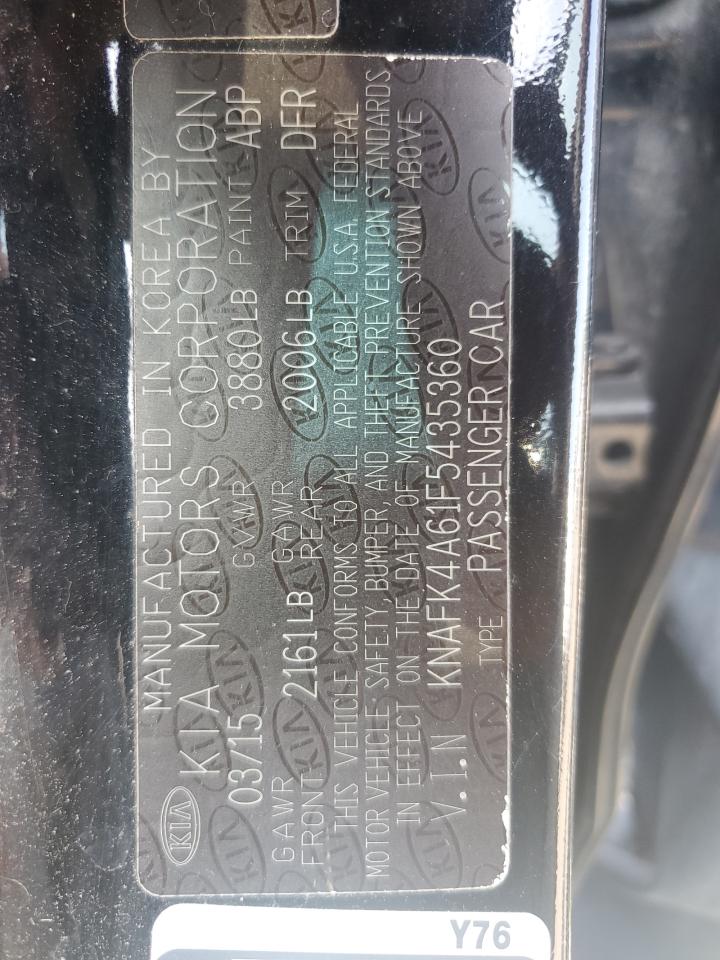 MANUFACTURED IN KOREA BY
KIA KIA MOTORS CORPORATION
03/15 GVWR 3880LB PAINT ABP
GAWR FRONT 2161LB GAWR REAR 2006LB TRIM DFR
THIS VEHICLE CONFORMS TO ALL APPLICABLE U.S.A FEDERAL
MOTOR VEHICLE SAFETY, BUMPER, AND THEFT PREVENTION STANDARDS
IN EFFECT ON THE DATE OF MANUFACTURE SHOWN ABOVE
V.I.N KNAFK4A61F5435360
TYPE PASSENGER CAR
Y76